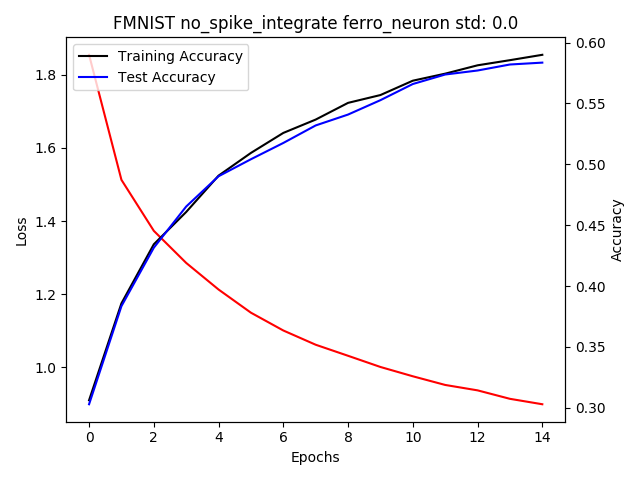 FMNIST no_spike_integrate ferro_neuron std: 0.0
Training Accuracy
Test Accuracy
1.8
1.6
1.4
1.2
1.0
Loss
0.60
0.55
0.50
0.45
0.40
0.35
0.30
Accuracy
0 2 4 6 8 10 12 14
Epochs